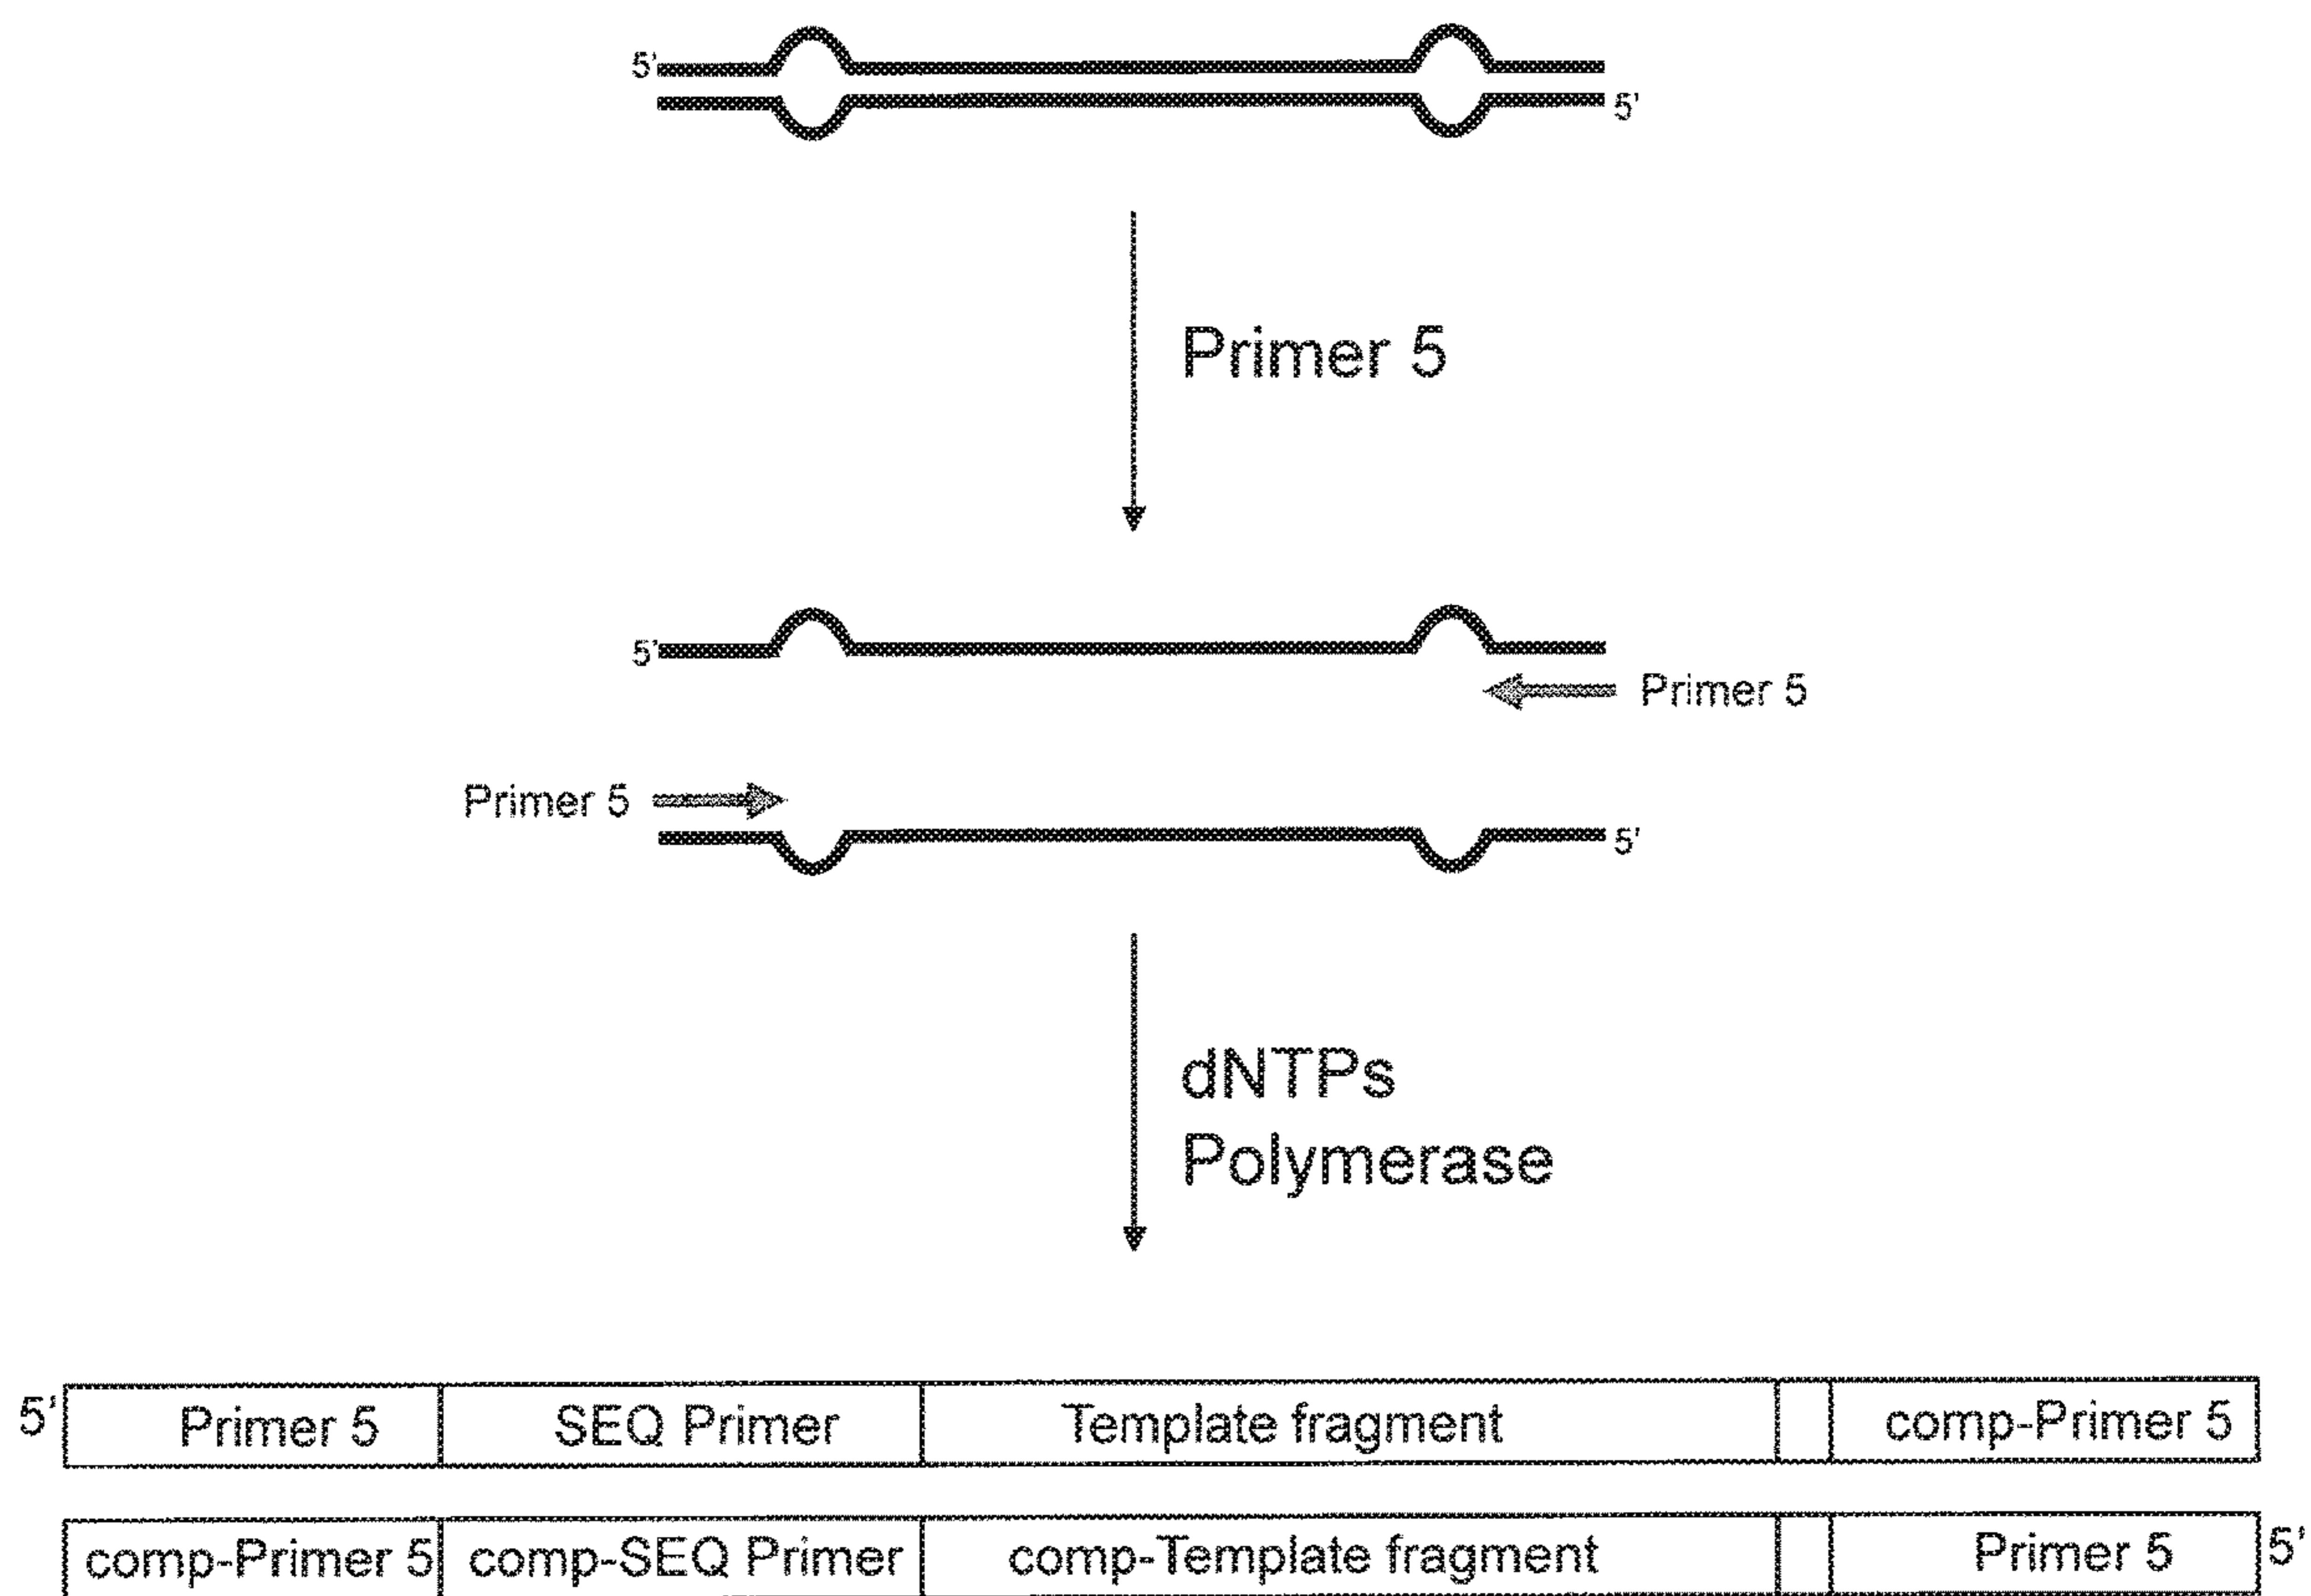 5'
5'
Primer 5
5'
Primer 5
Primer 5
5'
dNTPs
Polymerase
5' Primer 5 SEQ Primer Template fragment comp-Primer 5
comp-Primer 5 comp-SEQ Primer comp-Template fragment Primer 5 5'